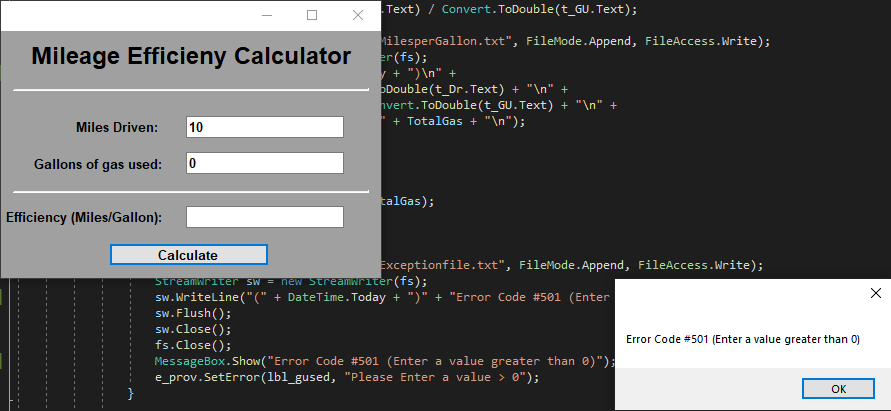 .Text) / Convert.ToDouble(t_GU.Text);
MilesperGallon.txt", FileMode.Append, FileAccess.Write);
er(fs);
y + ")\n" +
oDouble(t_Dr.Text) + "\n" +
nvert.ToDouble(t_GU.Text) + "\n" +
" + TotalGas + "\n");
talGas);
Exceptionfile.txt", FileMode.Append, FileAccess.Write);
StreamWriter sw = new StreamWriter(fs);
sw.WriteLine("(" + DateTime.Today + ")" + "Error Code #501 (Enter
sw.Flush();
sw.Close();
fs.Close();
MessageBox.Show("Error Code #501 (Enter a value greater than 0)");
e_prov.SetError(lbl_gused, "Please Enter a value > 0");
}
Mileage Efficieny Calculator
Miles Driven: 10
Gallons of gas used: 0
Efficiency (Miles/Gallon):
Calculate
Error Code #501 (Enter a value greater than 0)
OK